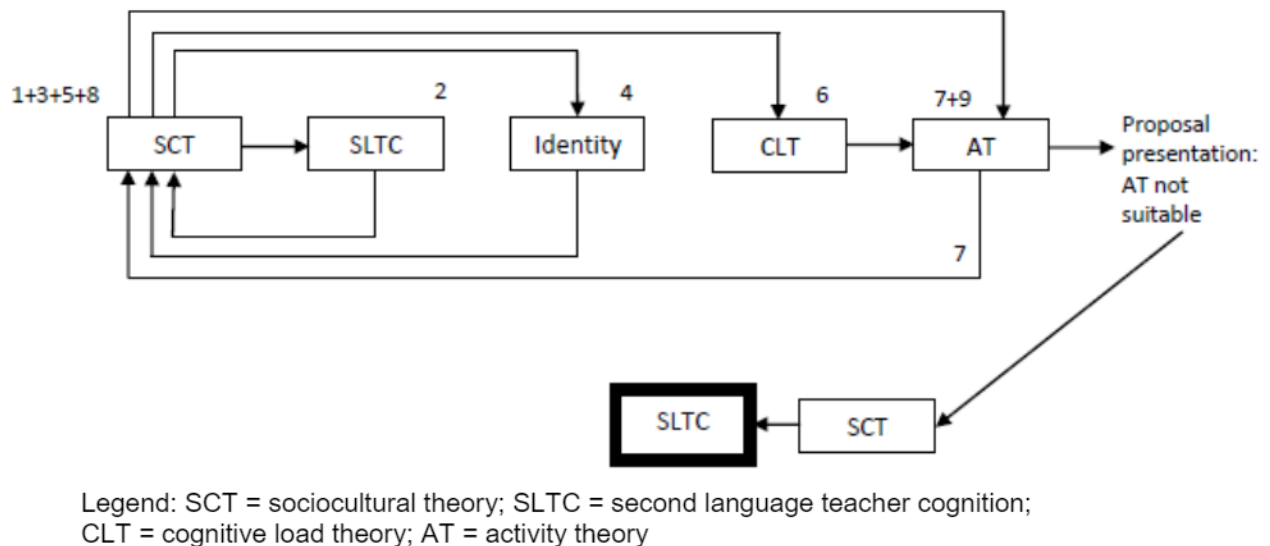 1+3+5+8
2
4
6
7+9
SCT
SLTC
Identity
CLT
AT
Proposal
presentation:
AT not
suitable
7
SLTC
SCT
Legend: SCT = sociocultural theory; SLTC = second language teacher cognition;
CLT = cognitive load theory; AT = activity theory